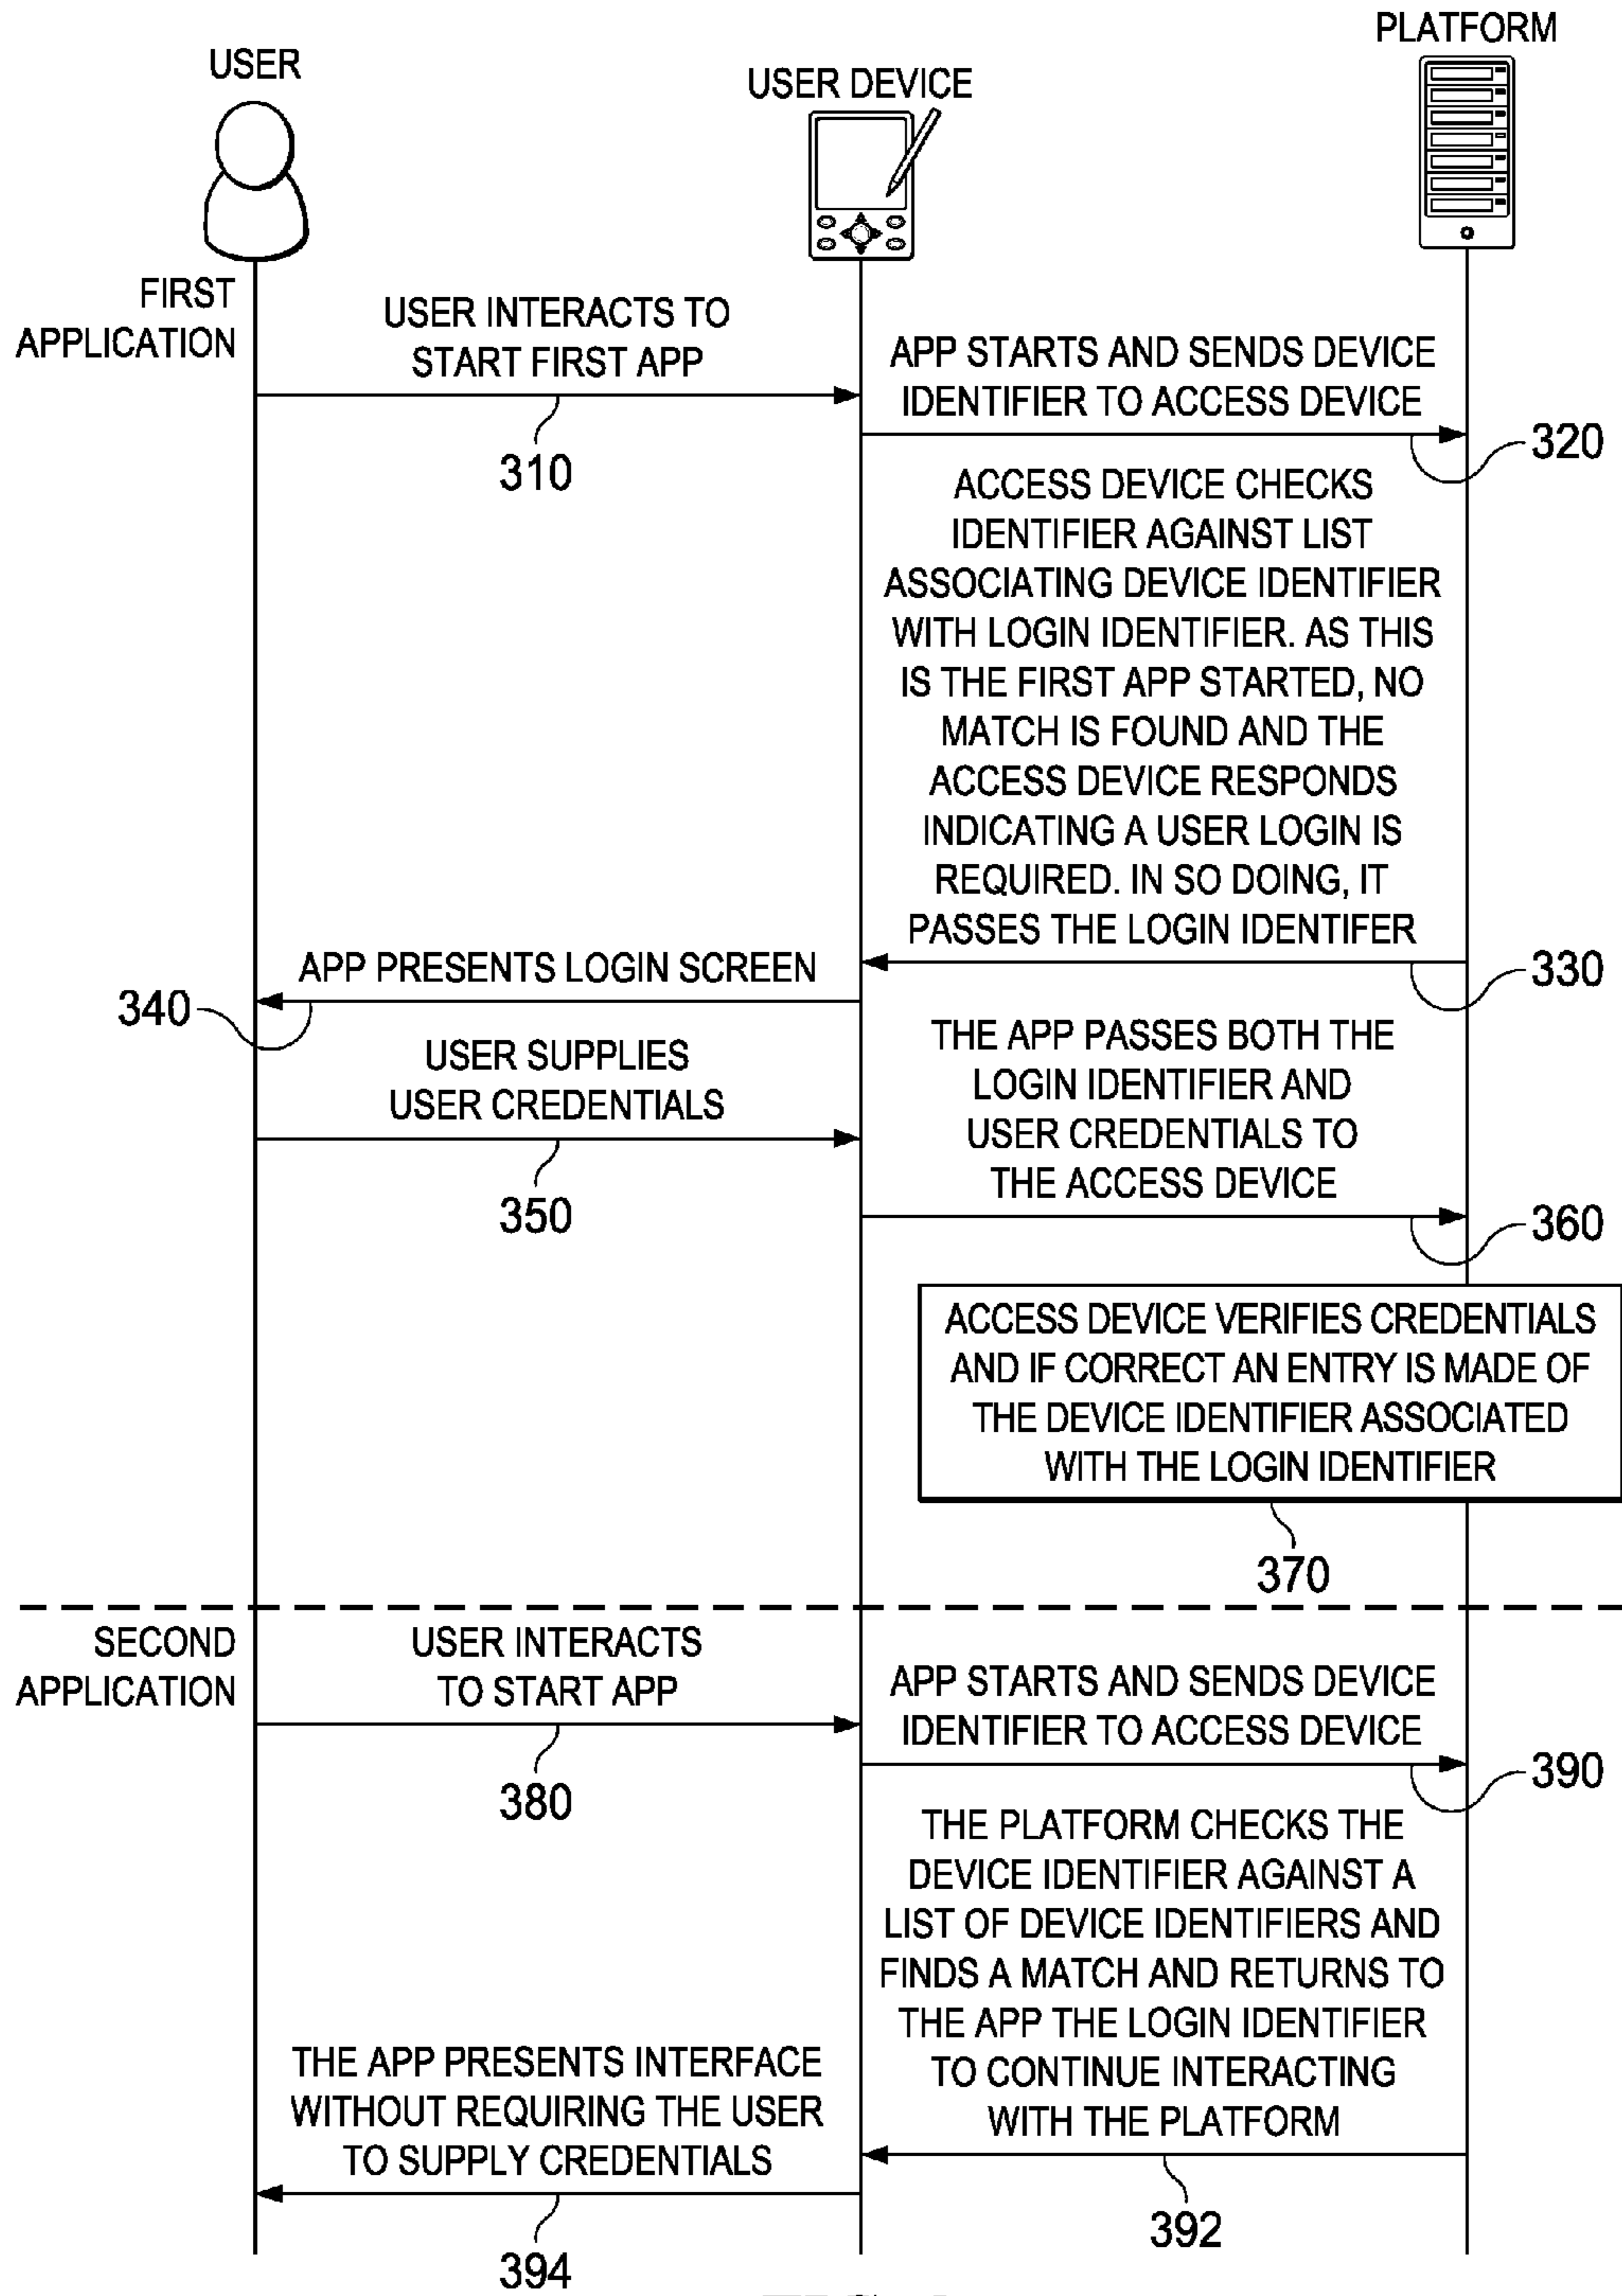 PLATFORM
USER
USER DEVICE
FIRST
APPLICATION
USER INTERACTS TO
START FIRST APP
310
APP STARTS AND SENDS DEVICE
IDENTIFIER TO ACCESS DEVICE
320
ACCESS DEVICE CHECKS
IDENTIFIER AGAINST LIST
ASSOCIATING DEVICE IDENTIFIER
WITH LOGIN IDENTIFIER. AS THIS
IS THE FIRST APP STARTED, NO
MATCH IS FOUND AND THE
ACCESS DEVICE RESPONDS
INDICATING A USER LOGIN IS
REQUIRED. IN SO DOING, IT
PASSES THE LOGIN IDENTIFER
330
APP PRESENTS LOGIN SCREEN
340
USER SUPPLIES
USER CREDENTIALS
350
THE APP PASSES BOTH THE
LOGIN IDENTIFIER AND
USER CREDENTIALS TO
THE ACCESS DEVICE
360
ACCESS DEVICE VERIFIES CREDENTIALS
AND IF CORRECT AN ENTRY IS MADE OF
THE DEVICE IDENTIFIER ASSOCIATED
WITH THE LOGIN IDENTIFIER
370
SECOND
APPLICATION
USER INTERACTS
TO START APP
380
APP STARTS AND SENDS DEVICE
IDENTIFIER TO ACCESS DEVICE
390
THE PLATFORM CHECKS THE
DEVICE IDENTIFIER AGAINST A
LIST OF DEVICE IDENTIFIERS AND
FINDS A MATCH AND RETURNS TO
THE APP THE LOGIN IDENTIFIER
TO CONTINUE INTERACTING
WITH THE PLATFORM
392
THE APP PRESENTS INTERFACE
WITHOUT REQUIRING THE USER
TO SUPPLY CREDENTIALS
394